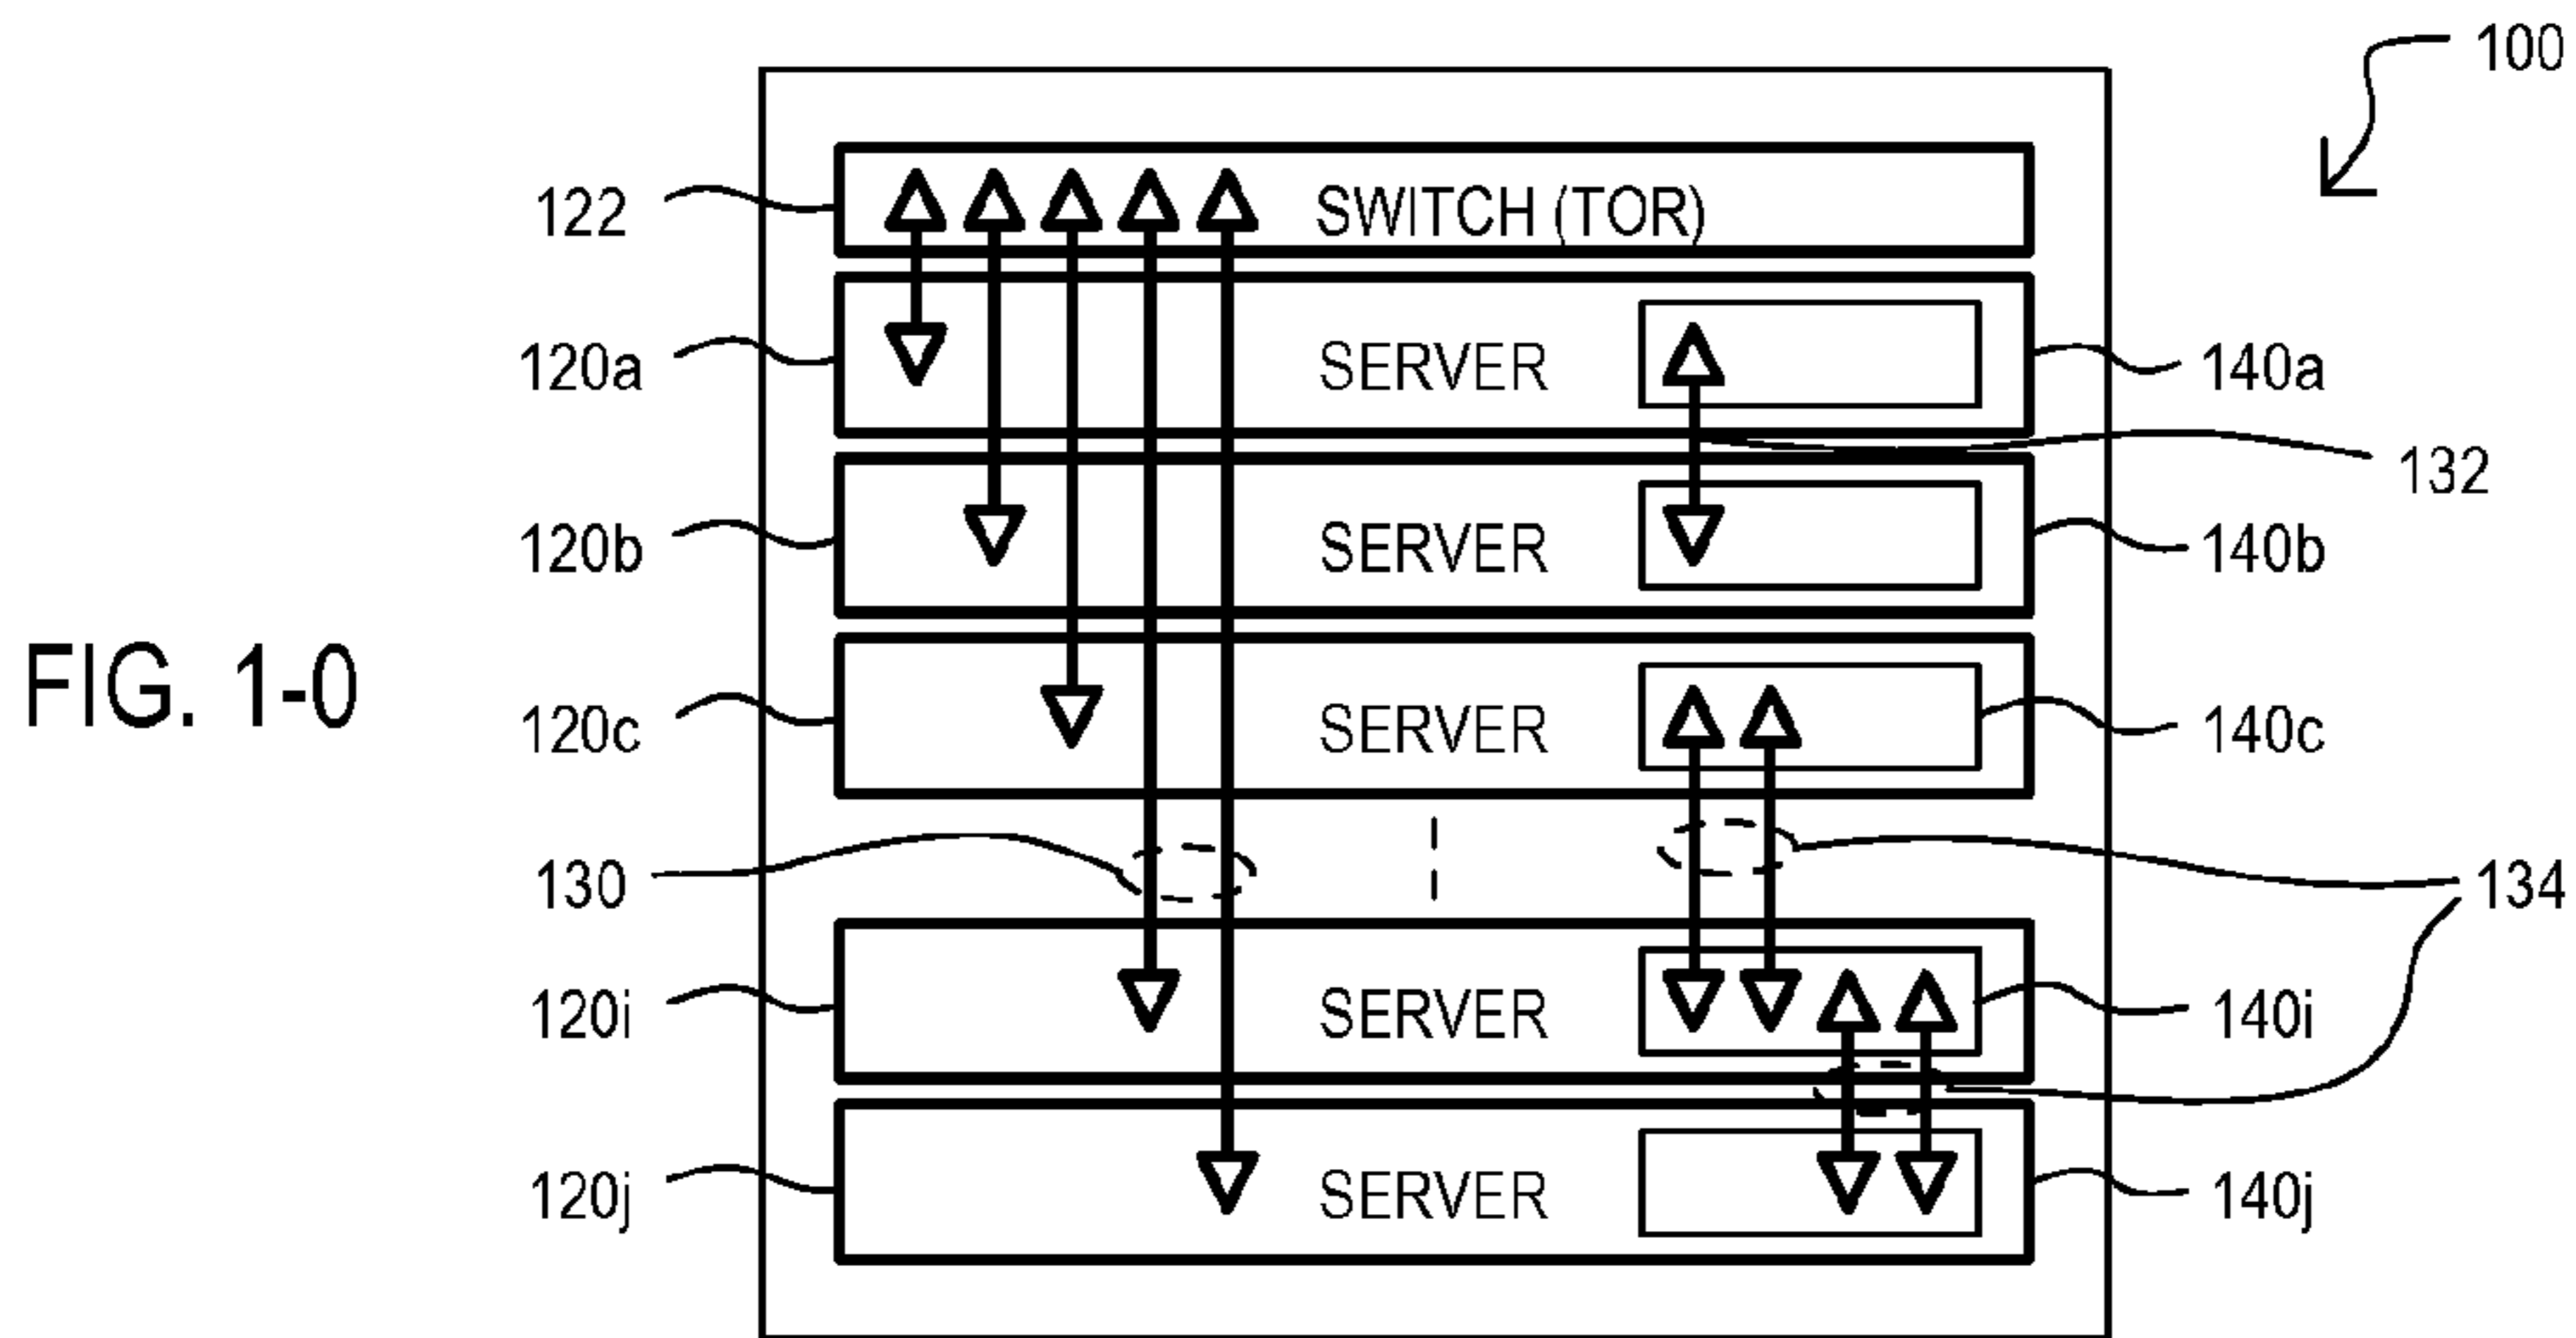 100
122 SWITCH (TOR)
120a SERVER 140a
132
120b SERVER 140b
FIG. 1-0
120c SERVER 140c
130 134
120i SERVER 140i
120j SERVER 140j